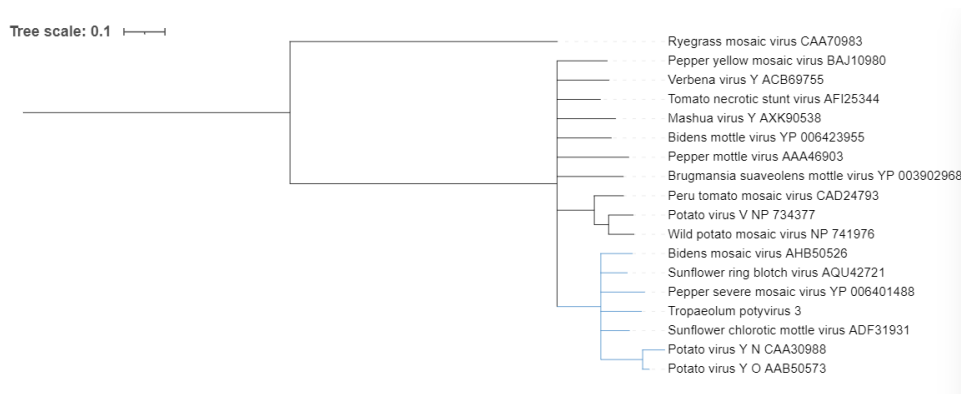 Tree scale: 0.1
Ryegrass mosaic virus CAA70983
Pepper yellow mosaic virus BAJ10980
Verbena virus Y ACB69755
Tomato necrotic stunt virus AFI25344
Mashua virus Y AXK90538
Bidens mottle virus YP 006423955
Pepper mottle virus AAA46903
Brugmansia suaveolens mottle virus YP 003902968
Peru tomato mosaic virus CAD24793
Potato virus V NP 734377
Wild potato mosaic virus NP 741976
Bidens mosaic virus AHB50526
Sunflower ring blotch virus AQU42721
Pepper severe mosaic virus YP 006401488
Tropaeolum potyvirus 3
Sunflower chlorotic mottle virus ADF31931
Potato virus Y N CAA30988
Potato virus Y O AAB50573